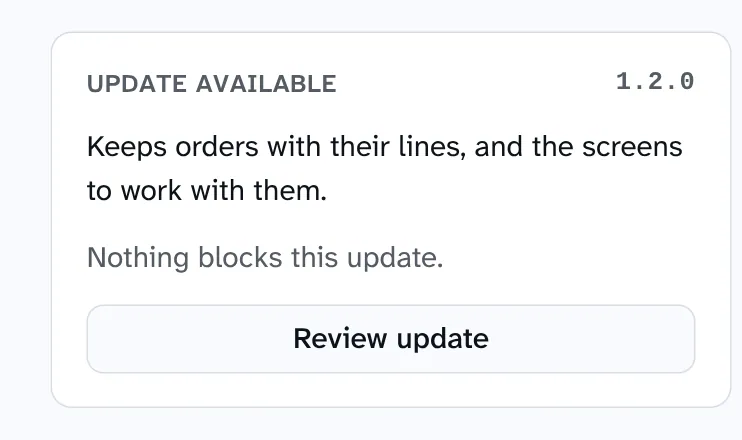 UPDATE AVAILABLE
1.2.0
Keeps orders with their lines, and the screens
to work with them.
Nothing blocks this update.
Review update